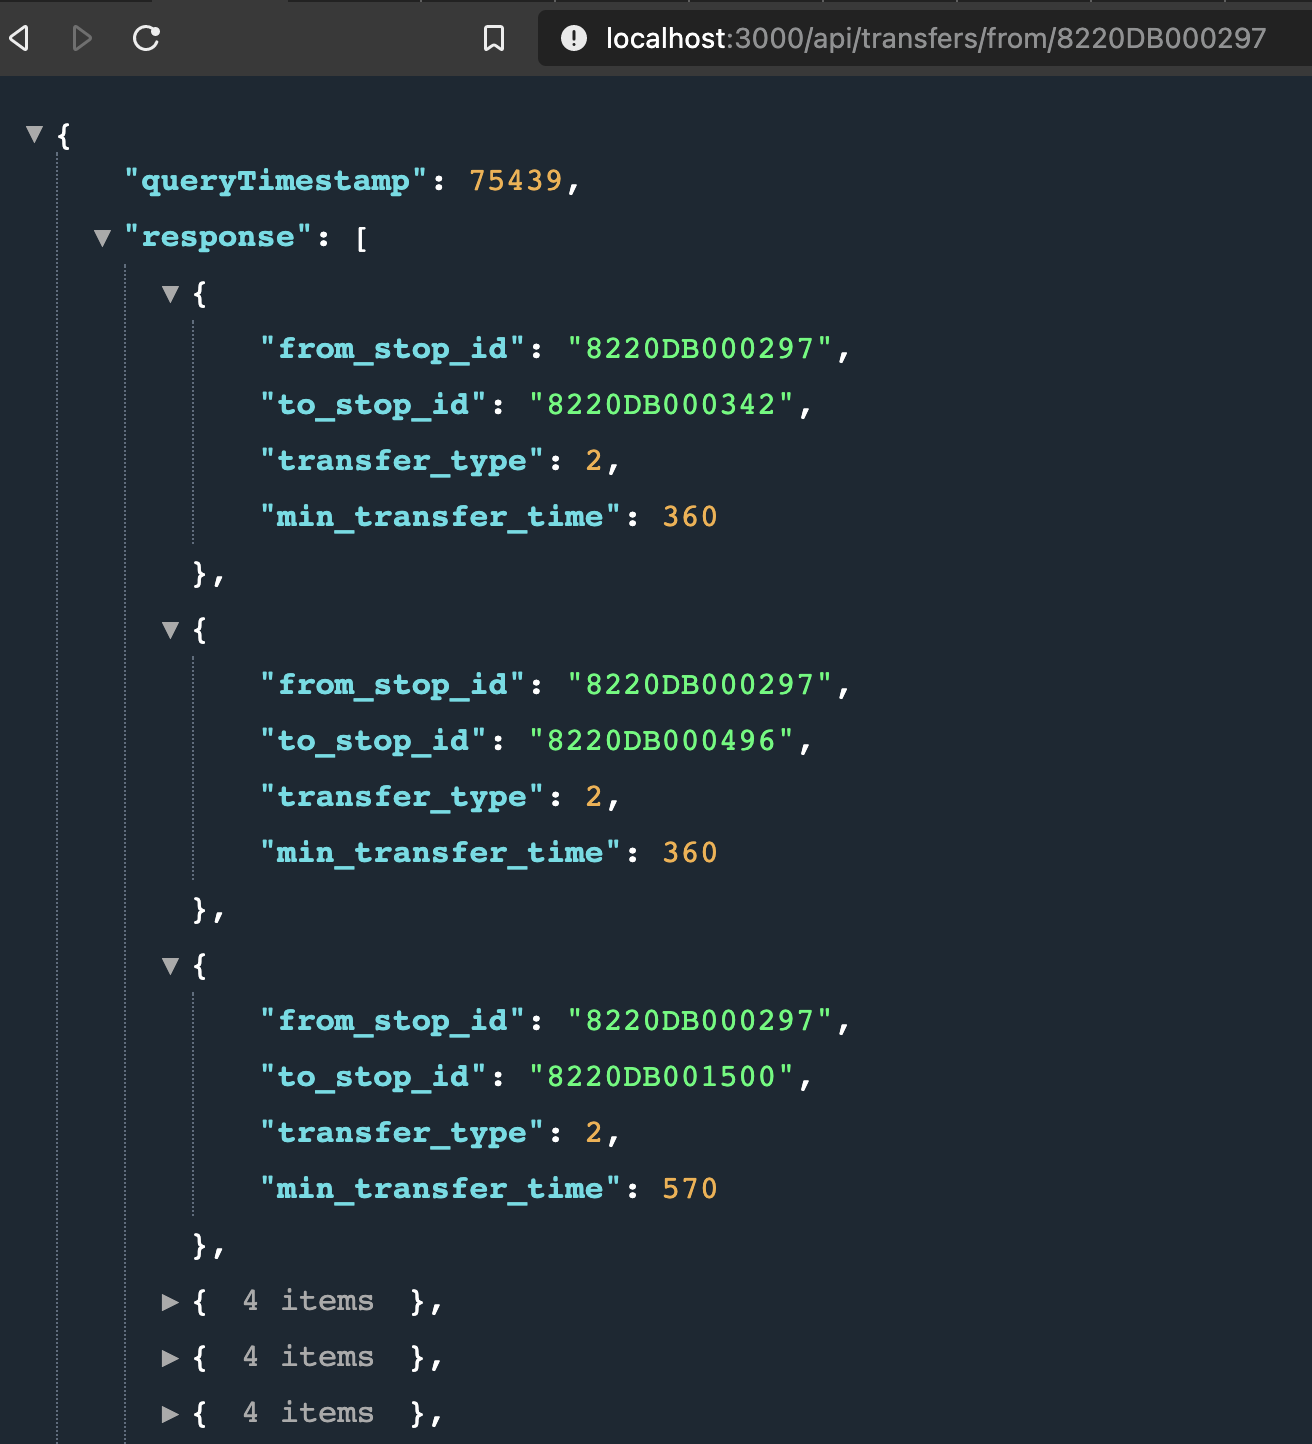 localhost:3000/api/transfers/from/8220DB000297
{
"queryTimestamp": 75439,
"response": [
{
"from_stop_id": "8220DB000297",
"to_stop_id": "8220DB000342",
"transfer_type": 2,
"min_transfer_time": 360
},
{
"from_stop_id": "8220DB000297",
"to_stop_id": "8220DB000496",
"transfer_type": 2,
"min_transfer_time": 360
},
{
"from_stop_id": "8220DB000297",
"to_stop_id": "8220DB001500",
"transfer_type": 2,
"min_transfer_time": 570
},
{ 4 items },
{ 4 items },
{ 4 items },